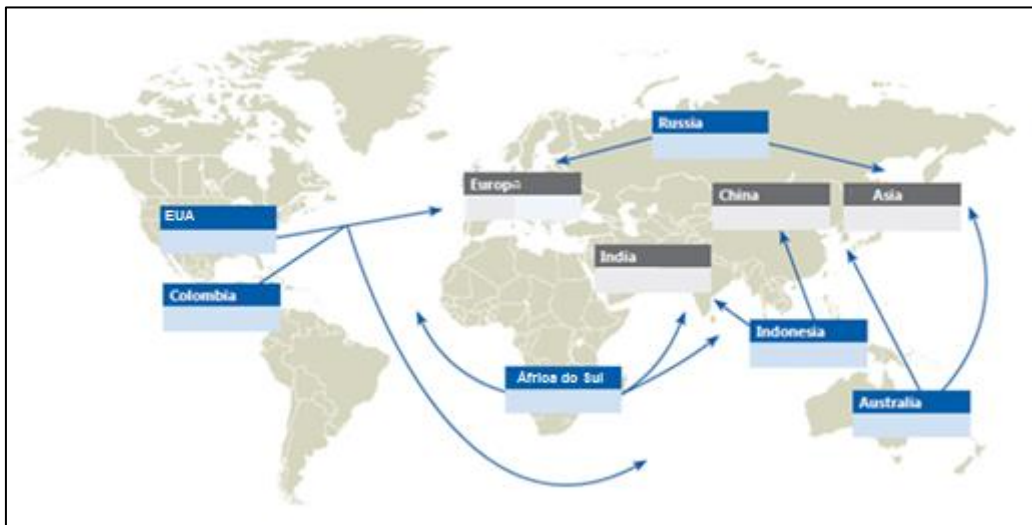 Russia
Europa
China
Asia
EUA
India
Colombia
Indonesia
África do Sul
Australia